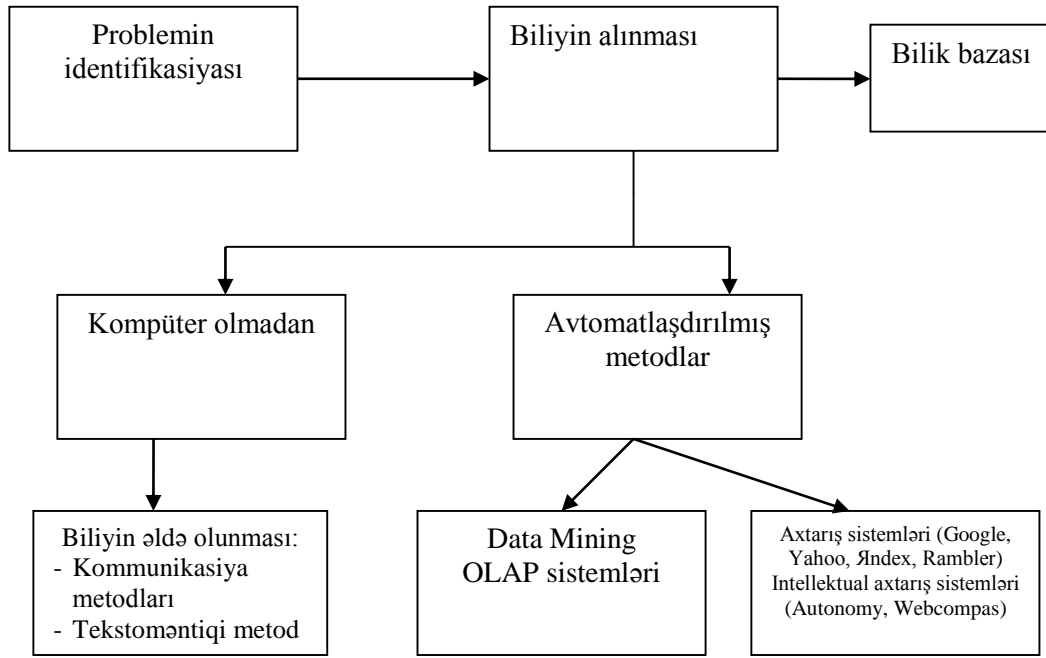 Problemin
identifikasiyası
Biliyin alınması
Bilik bazası
Kompüter olmadan
Avtomatlaşdırılmış
metodlar
Biliyin əldə olunması:
- Kommunikasiya
metodları
- Tekstoməntiqi metod
Data Mining
OLAP sistemləri
Axtarış sistemləri (Google,
Yahoo, Яndex, Rambler)
Intellektual axtarış sistemləri
(Autonomy, Webcompas)